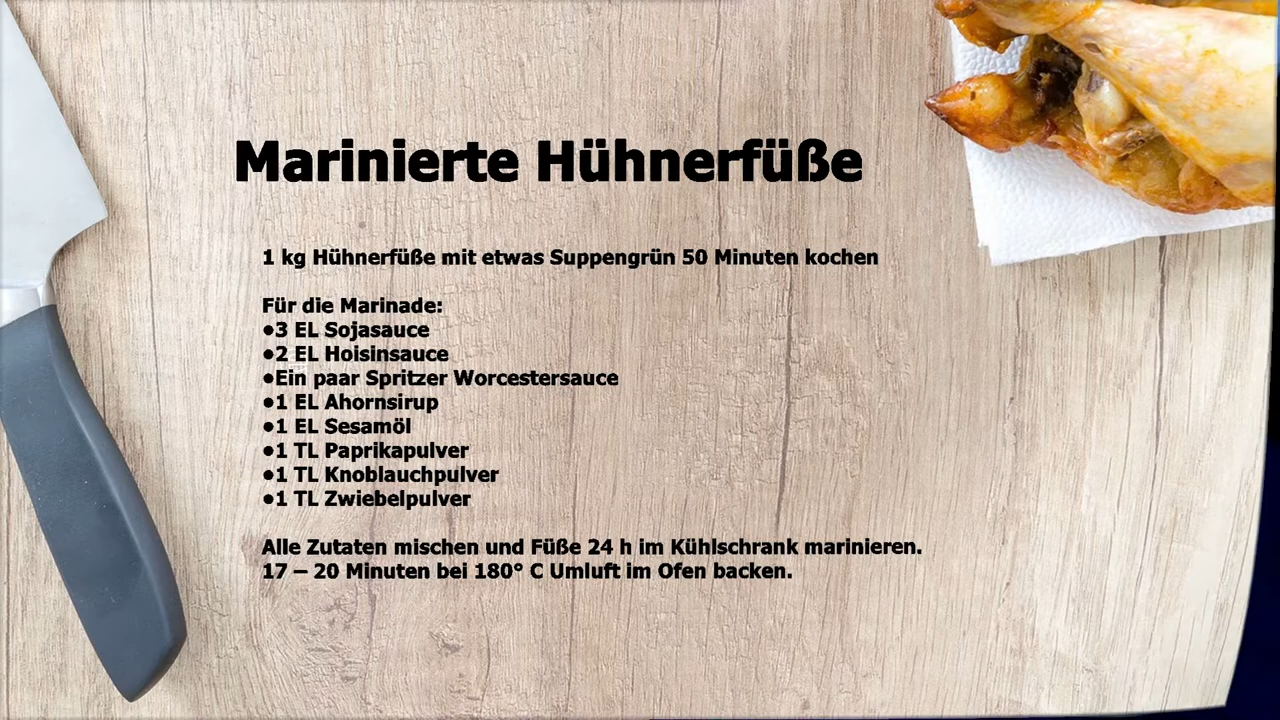 Marinierte Hühnerfüße
1 kg Hühnerfüße mit etwas Suppengrün 50 Minuten kochen
Für die Marinade:
•3 EL Sojasauce
•2 EL Hoisinsauce
•Ein paar Spritzer Worcestersauce
•1 EL Ahornsirup
•1 EL Sesamöl
•1 TL Paprikapulver
•1 TL Knoblauchpulver
•1 TL Zwiebelpulver
Alle Zutaten mischen und Füße 24 h im Kühlschrank marinieren.
17 – 20 Minuten bei 180° C Umluft im Ofen backen.